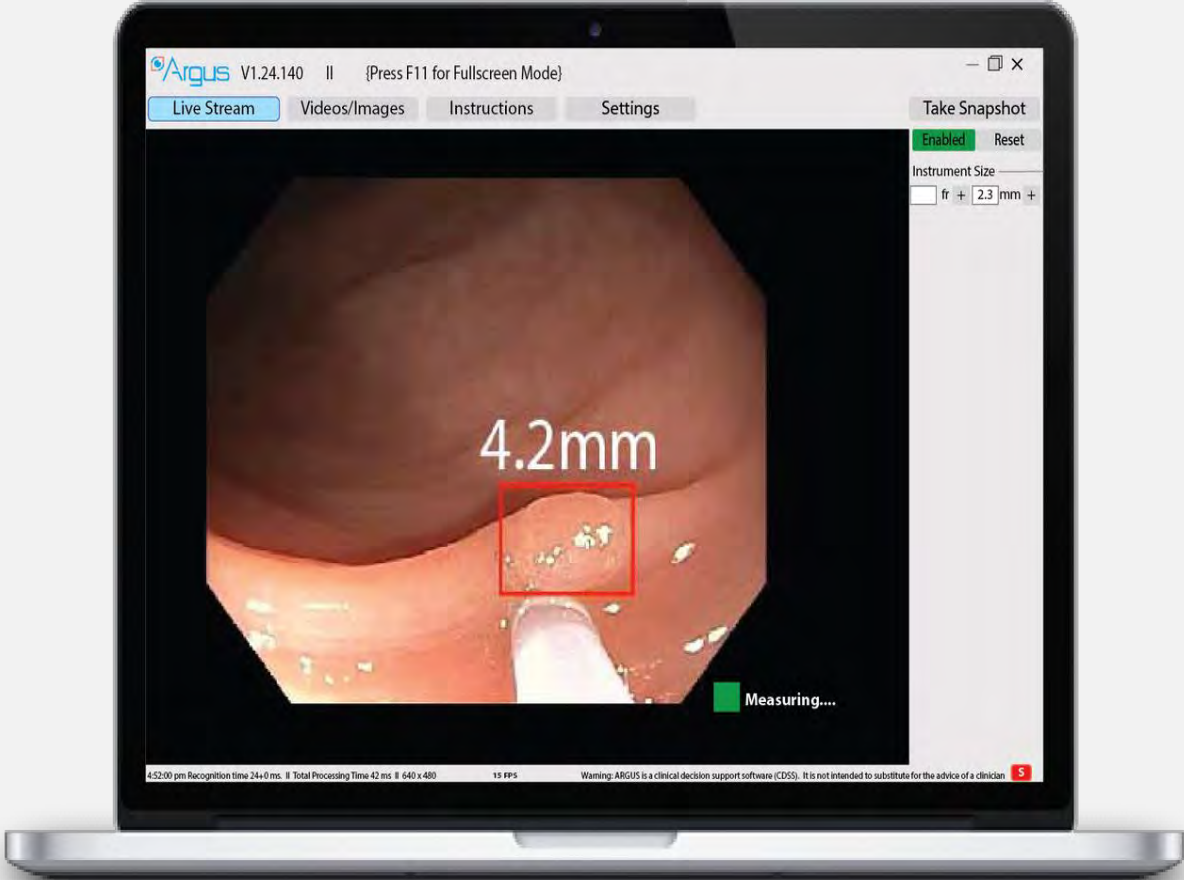 Argus V1.24.140 II {Press F11 for Fullscreen Mode}
Live Stream Videos/Images Instructions Settings Take Snapshot
Enabled Reset
Instrument Size
fr + 2.3 mm +
4.2mm
Measuring....
4:52:00 pm Recognition time 24+0 ms. II Total Processing Time 42 ms II 640 x 480 15 FPS Warning: ARGUS is a clinical decision support software (CDSS). It is not intended to substitute for the advice of a clinician S